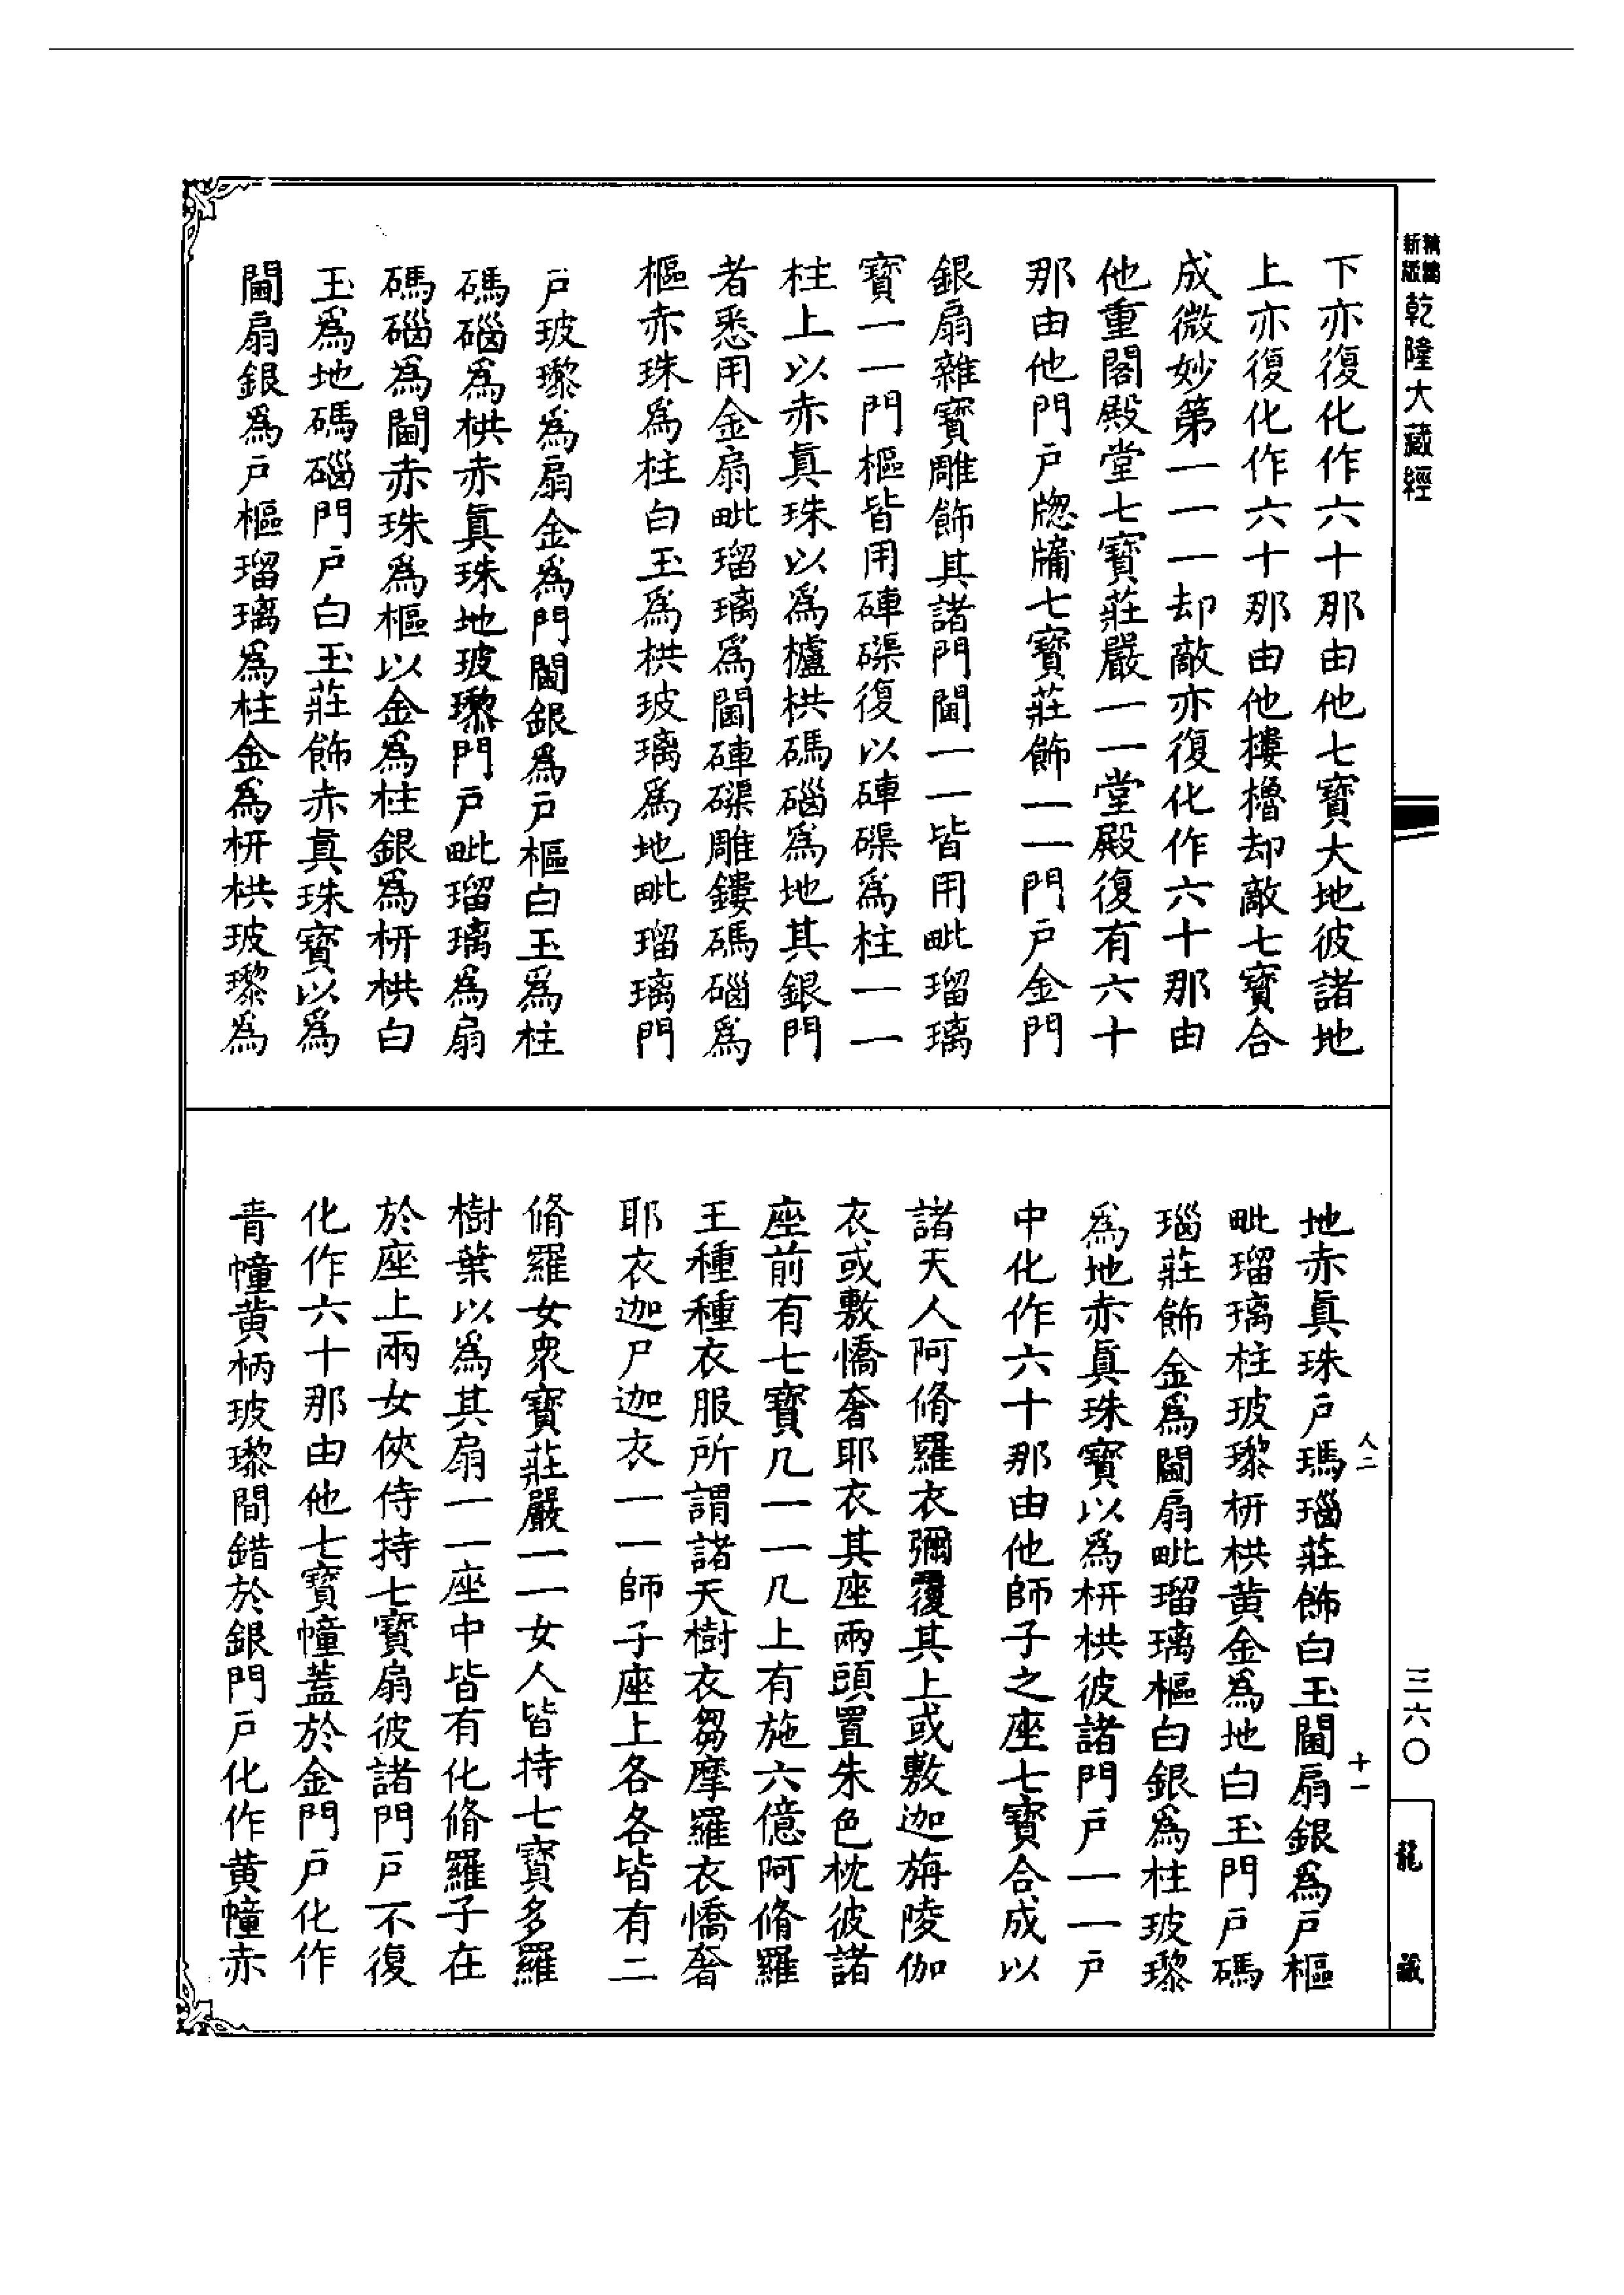 新編縮版乾隆大藏經
下亦復化作六十那由他七寶大地彼諸地
上亦復化作六十那由他摟櫓却敵七寶合
成微妙第一一一却敵亦復化作六十那由
他重閣殿堂七寶莊嚴一一堂殿復有六十
那由他門戶牕牗七寶莊飾一一門戶金門
銀扇雜寶雕飾其諸門閫一一皆用毗瑠璃
寶一一門樞皆用硨磲復以硨磲爲柱一一
柱上以赤眞珠以爲櫨栱碼碯爲地其銀門
者悉用金扇毗瑠璃爲閫硨磲雕鏤碼碯爲
樞赤珠爲柱白玉爲栱玻璃爲地毗瑠璃門
戶玻瓈爲扇金爲門閫銀爲戶樞白玉爲柱
碼碯爲栱赤眞珠地玻瓈門戶毗瑠璃爲扇
碼碯爲閫赤珠爲樞以金爲柱銀爲枅栱白
玉爲地碼碯門戶白玉莊飾赤眞珠寶以爲
閫扇銀爲戶樞瑠璃爲柱金爲枅栱玻瓈爲
地赤眞珠戶瑪瑙莊飾白玉閫扇銀爲戶樞
毗瑠璃柱玻瓈枅栱黄金爲地白玉門戶碼
瑙莊飾金爲閫扇毗瑠璃樞白銀爲柱玻瓈
爲地赤眞珠寶以爲枅栱彼諸門戶一一戶
中化作六十那由他師子之座七寶合成以
諸天人阿脩羅衣彌覆其上或敷迦旃陵伽
衣或敷憍奢耶衣其座兩頭置朱色枕彼諸
座前有七寶几一一几上有施六億阿脩羅
王種種衣服所謂諸天樹衣芻摩羅衣憍奢
耶衣迦尸迦衣一一師子座上各各皆有二
脩羅女衆寶莊嚴一一女人皆持七寶多羅
樹葉以爲其扇一一座中皆有化脩羅子在
於座上兩女俠侍持七寶扇彼諸門戶不復
化作六十那由他七寶幢蓋於金門戶化作
青幢黄柄玻瓈間錯於銀門戶化作黄幢赤
人二
十一
三六〇
龍藏